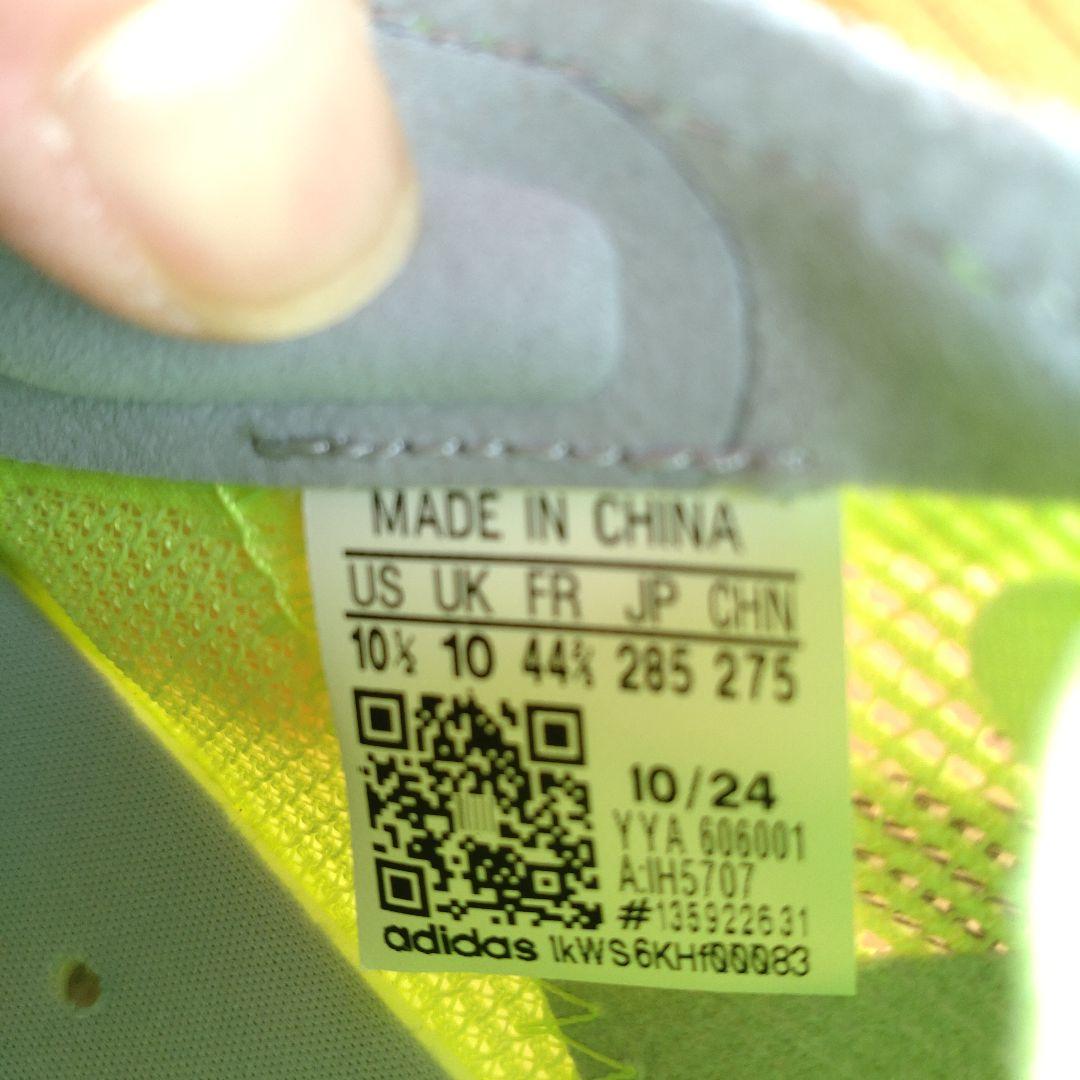 MADE IN CHINA
US UK FR JP CHN
10½ 10 44⅔ 285 275
10/24
YYA 606001
A:IH5707
#135922631
adidas 1kWS6KHf00083